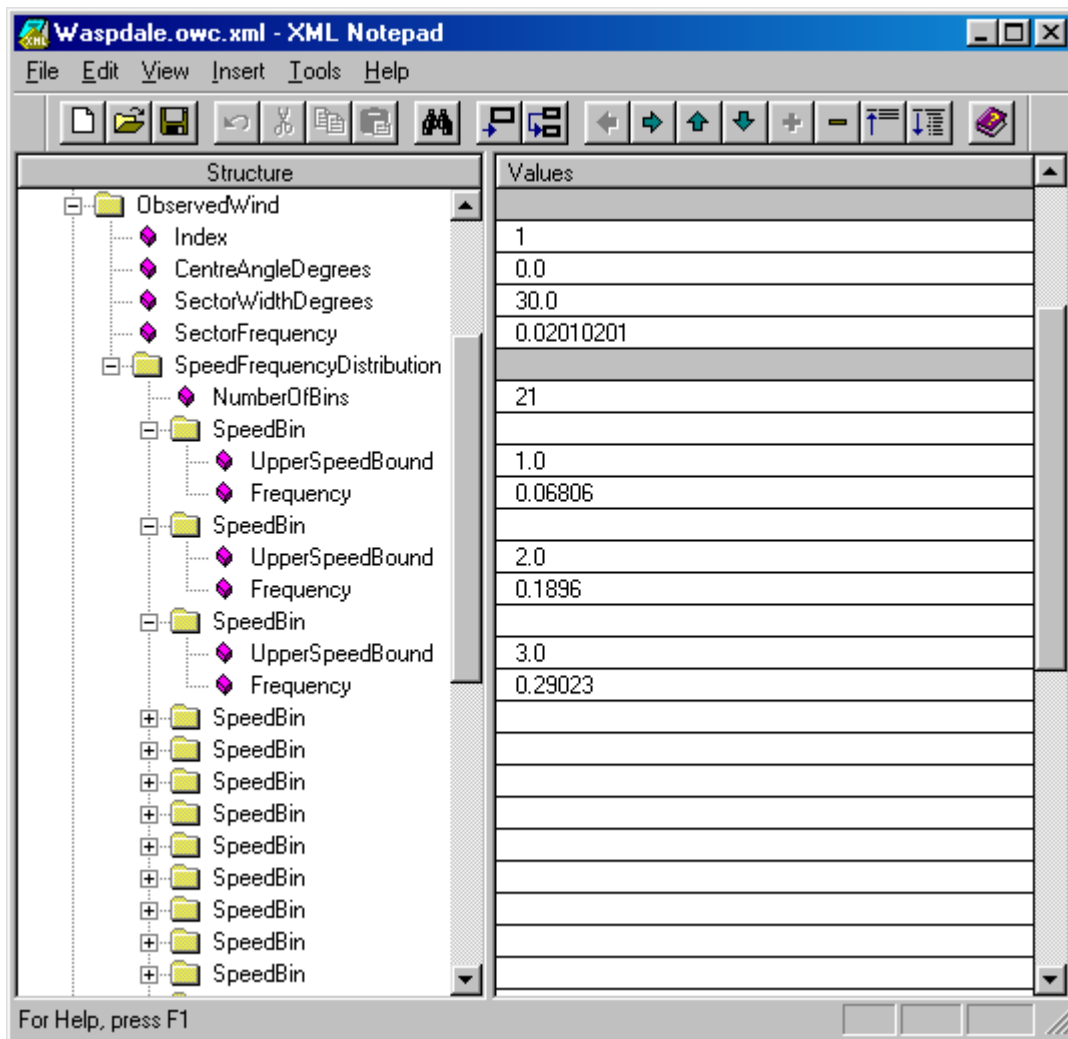 Waspdale.owc.xml - XML Notepad
File Edit View Insert Tools Help
Structure Values
ObservedWind
Index 1
CentreAngleDegrees 0.0
SectorWidthDegrees 30.0
SectorFrequency 0.02010201
SpeedFrequencyDistribution
NumberOfBins 21
SpeedBin
UpperSpeedBound 1.0
Frequency 0.06806
SpeedBin
UpperSpeedBound 2.0
Frequency 0.1896
SpeedBin
UpperSpeedBound 3.0
Frequency 0.29023
SpeedBin
SpeedBin
SpeedBin
SpeedBin
SpeedBin
SpeedBin
SpeedBin
SpeedBin
SpeedBin
For Help, press F1